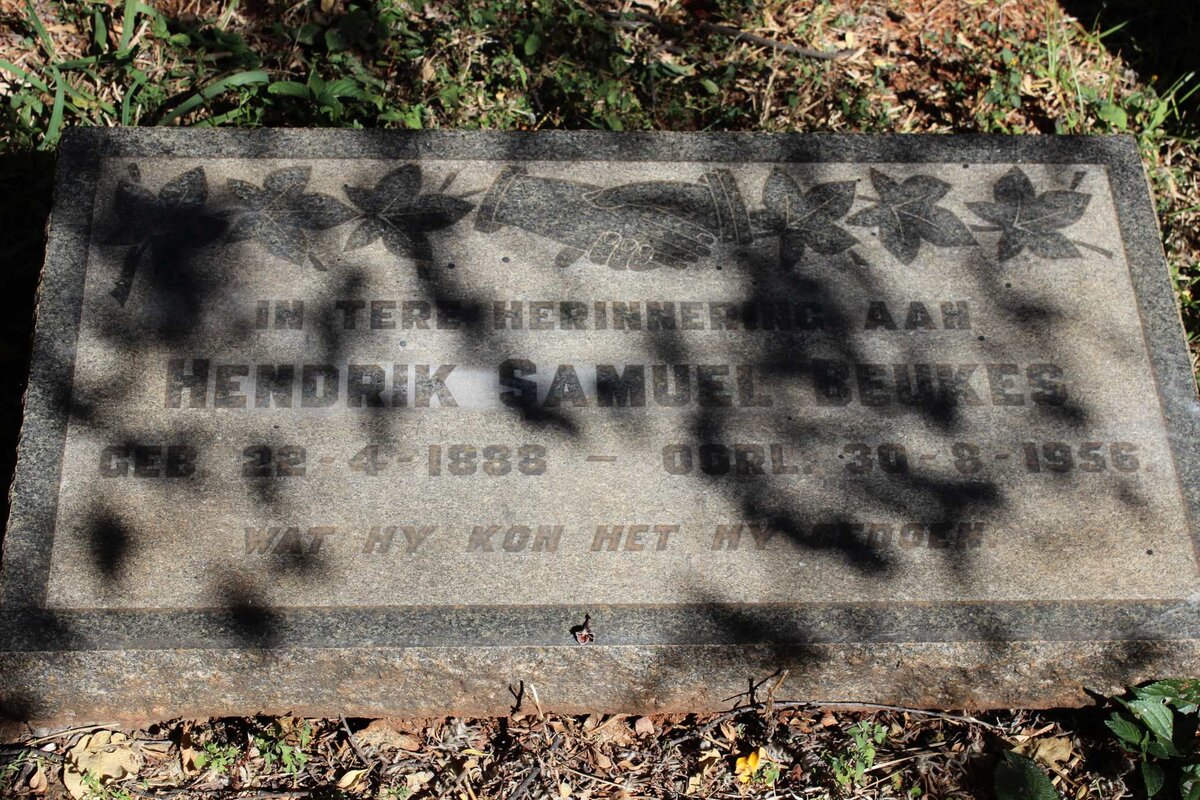 IN TERE HERINNERING AAN
HENDRIK SAMUEL BEUKES
GEB. 22-4-1888 – OORL. 30-8-1956.
WAT HY KON HET HY GEDOEN.